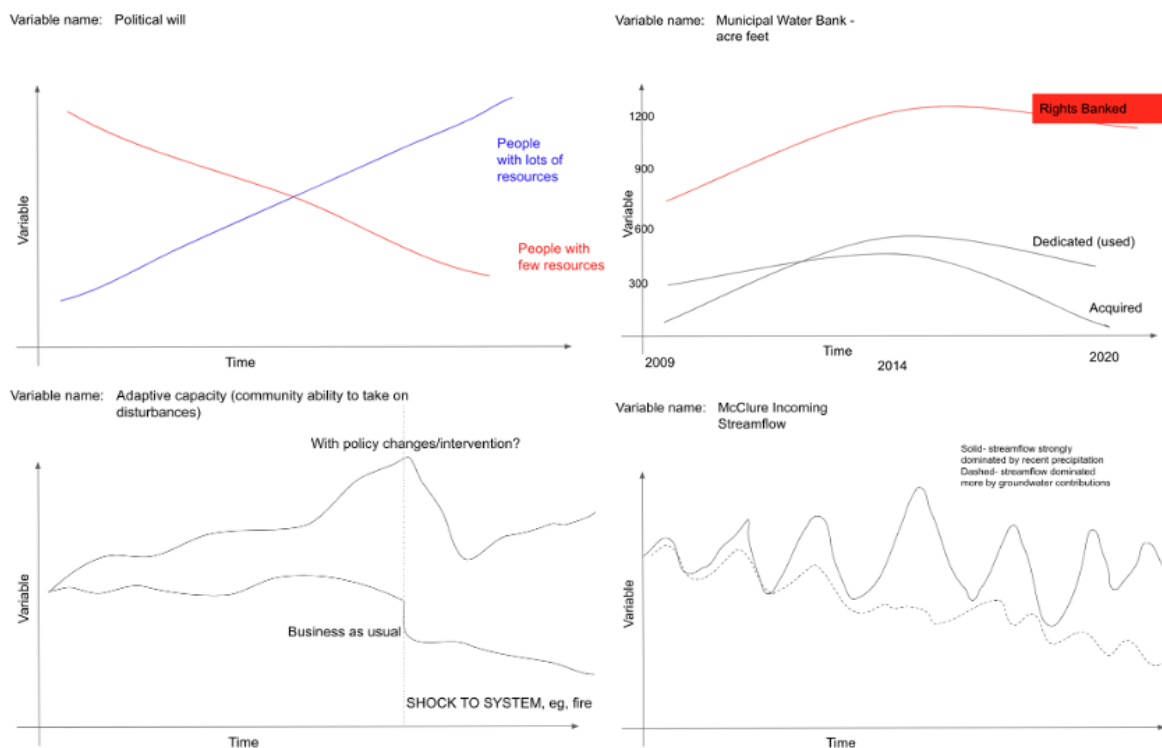 Variable name: Political will
People
with lots of
resources
People with
few resources
Variable
Time
Variable name: Municipal Water Bank -
acre feet
1200
900
600
300
Variable
Rights Banked
Dedicated (used)
Acquired
Time
2009
2014
2020
Variable name: Adaptive capacity (community ability to take on
disturbances)
With policy changes/intervention?
Variable
Business as usual
SHOCK TO SYSTEM, eg, fire
Time
Variable name: McClure Incoming
Streamflow
Solid- streamflow strongly
dominated by recent precipitation
Dashed- streamflow dominated
more by groundwater contributions
Variable
Time